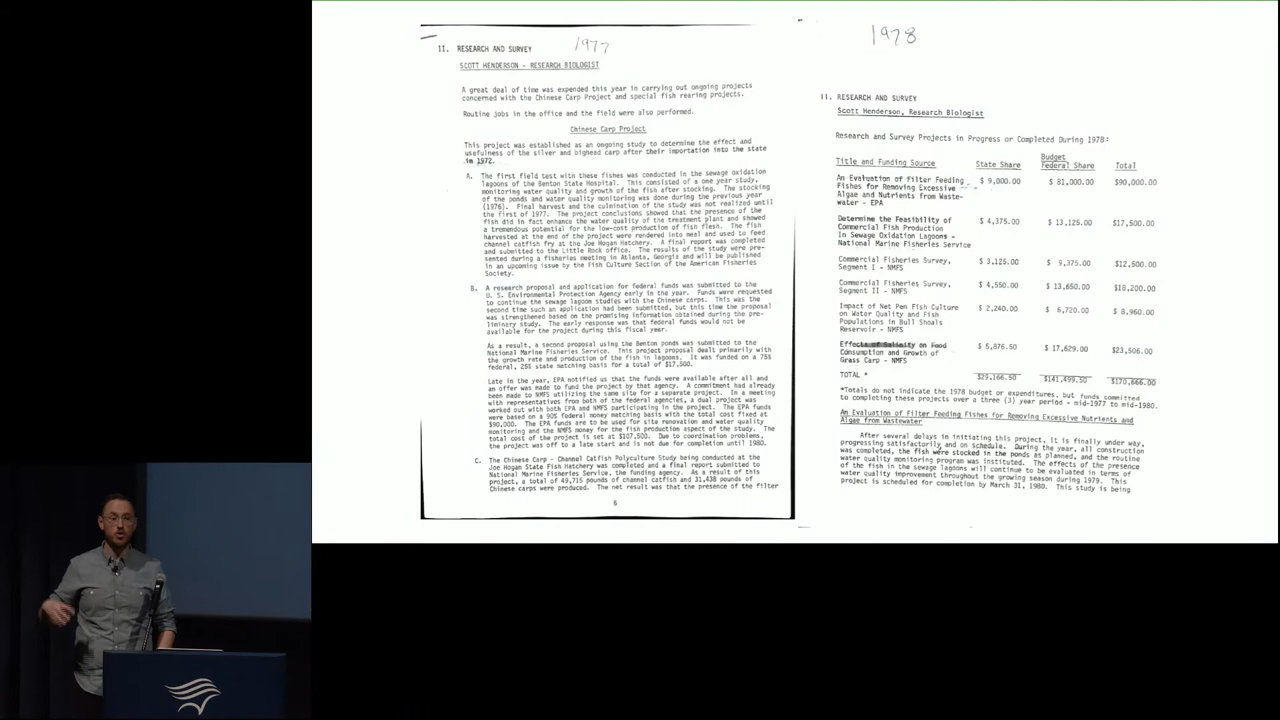 1977
11. RESEARCH AND SURVEY
SCOTT HENDERSON - RESEARCH BIOLOGIST
A great deal of time was expended this year in carrying out ongoing projects
concerned with the Chinese Carp Project and special fish rearing projects.
Routine jobs in the office and the field were also performed.
Chinese Carp Project
This project was established as an ongoing study to determine the effect and
usefulness of the silver and bighead carp after their importation into the state
in 1972.
A. The first field test with these fishes was conducted in the sewage oxidation
lagoons of the Benton State Hospital. This consisted of a one year study,
monitoring water quality and growth of the fish after stocking. The stocking
of the ponds and water quality monitoring was done during the previous year
(1976). Final harvest and the culmination of the study was not realized until
the first of 1977. The project conclusions showed that the presence of the
fish did in fact enhance the water quality of the treatment plant and showed
a tremendous potential for the low-cost production of fish flesh. The fish
harvested at the end of the project were rendered into meal and used to feed
channel catfish fry at the Joe Hogan Hatchery. A final report was completed
and submitted to the Little Rock office. The results of the study were pre-
sented during a fisheries meeting in Atlanta, Georgia and will be published
in an upcoming issue by the Fish Culture Section of the American Fisheries
Society.
B. A research proposal and application for federal funds was submitted to the
U. S. Environmental Protection Agency early in the year. Funds were requested
to continue the sewage lagoon studies with the Chinese carps. This was the
second time such an application had been submitted, but this time the proposal
was strengthened based on the promising information obtained during the pre-
liminary study. The early response was that federal funds would not be
available for the project during this fiscal year.
As a result, a second proposal using the Benton ponds was submitted to the
National Marine Fisheries Service. This project proposal dealt primarily with
the growth rate and production of the fish in lagoons. It was funded on a 75%
federal, 25% state matching basis for a total of $17,500.
Late in the year, EPA notified us that the funds were available after all and
an offer was made to fund the project by that agency. A commitment had already
been made to NMFS utilizing the same site for a separate project. In a meeting
with representatives from both of the federal agencies, a dual project was
worked out with both EPA and NMFS participating in the project. The EPA funds
were based on a 90% federal money matching basis with the total cost fixed at
$90,000. The EPA funds are to be used for site renovation and water quality
monitoring and the NMFS money for the fish production aspect of the study. The
total cost of the project is set at $107,500. Due to coordination problems,
the project was off to a late start and is not due for completion until 1980.
C. The Chinese Carp - Channel Catfish Polyculture Study being conducted at the
Joe Hogan State Fish Hatchery was completed and a final report submitted to
National Marine Fisheries Service, the funding agency. As a result of this
project, a total of 49,715 pounds of channel catfish and 31,438 pounds of
Chinese carps were produced. The net result was that the presence of the filter
6
1978
11. RESEARCH AND SURVEY
Scott Henderson, Research Biologist
Research and Survey Projects in Progress or Completed During 1978:
Budget
Title and Funding Source State Share Federal Share Total
An Evaluation of Filter Feeding $ 9,000.00 $ 81,000.00 $90,000.00
Fishes for Removing Excessive
Algae and Nutrients from Waste-
water - EPA
Determine the Feasibility of $ 4,375.00 $ 13,125.00 $17,500.00
Commercial Fish Production
In Sewage Oxidation Lagoons -
National Marine Fisheries Service
Commercial Fisheries Survey, $ 3,125.00 $ 9,375.00 $12,500.00
Segment I - NMFS
Commercial Fisheries Survey, $ 4,550.00 $ 13,650.00 $18,200.00
Segment II - NMFS
Impact of Net Pen Fish Culture $ 2,240.00 $ 6,720.00 $ 8,960.00
on Water Quality and Fish
Populations in Bull Shoals
Reservoir - NMFS
Effects of Salinity on Food $ 5,876.50 $ 17,629.00 $23,506.00
Consumption and Growth of
Grass Carp - NMFS
TOTAL * $29,166.50 $141,499.50 $170,666.00
*Totals do not indicate the 1978 budget or expenditures, but funds committed
to completing these projects over a three (3) year period - mid-1977 to mid-1980.
An Evaluation of Filter Feeding Fishes for Removing Excessive Nutrients and
Algae from Wastewater
After several delays in initiating this project, it is finally under way,
progressing satisfactorily and on schedule. During the year, all construction
was completed, the fish were stocked in the ponds as planned, and the routine
water quality monitoring program was instituted. The effects of the presence
of the fish in the sewage lagoons will continue to be evaluated in terms of
water quality improvement throughout the growing season during 1979. This
project is scheduled for completion by March 31, 1980. This study is being